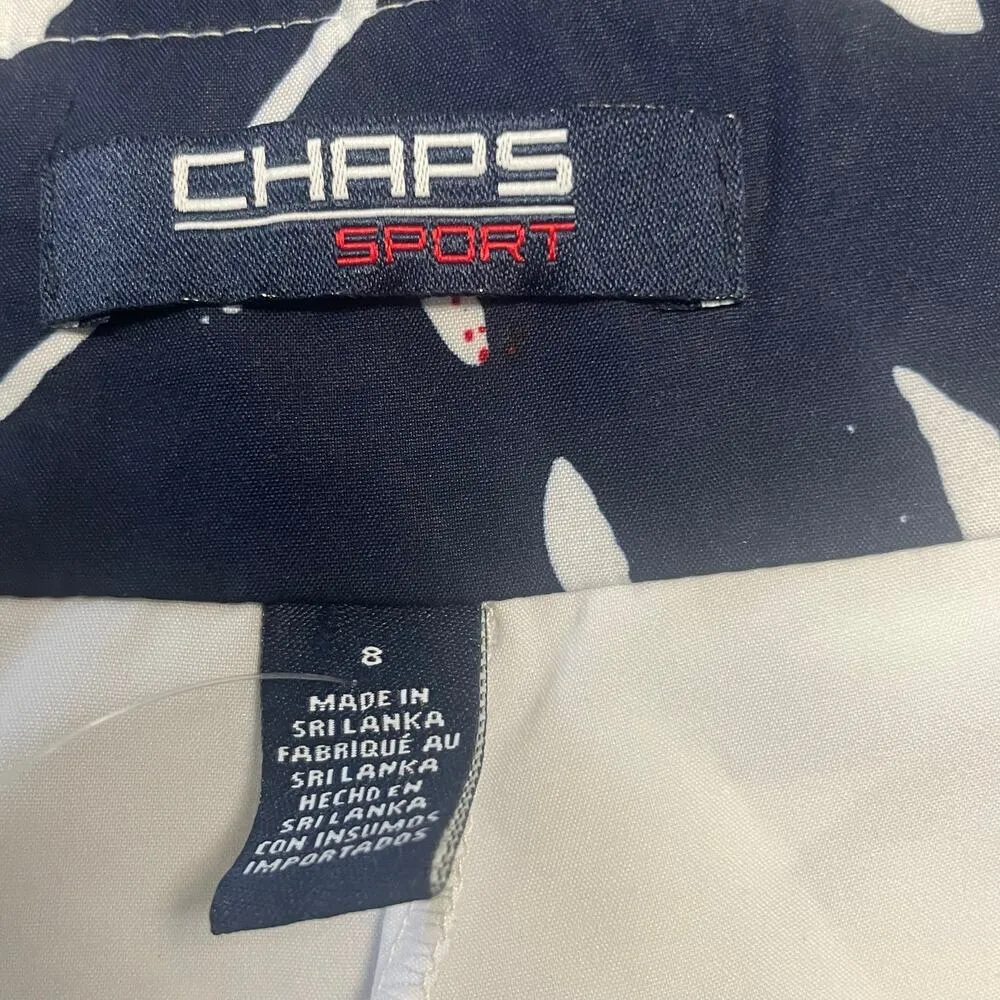 CHAPS
SPORT
8
MADE IN
SRI LANKA
FABRIQUÉ AU
SRI LANKA
HECHO EN
SRI LANKA
CON INSUMOS
IMPORTADOS